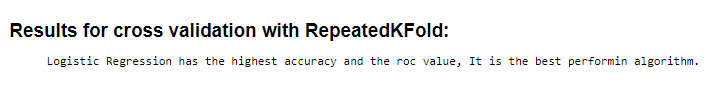 Results for cross validation with RepeatedKFold:
Logistic Regression has the highest accuracy and the roc value, It is the best performin algorithm.